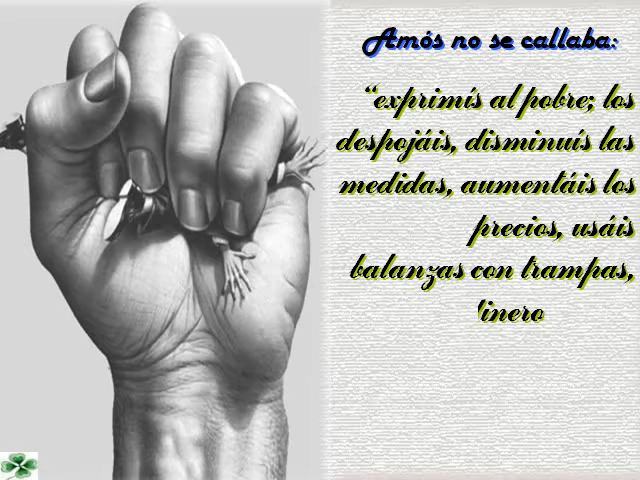 Amós no se callaba:
“exprimís al pobre; los
despojáis, disminuís las
medidas, aumentáis los
precios, usáis
balanzas con trampas,